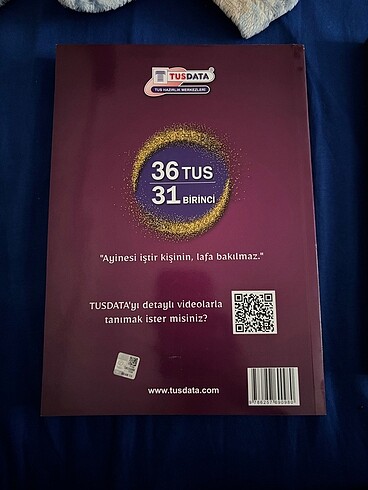 TUSDATA
TUS HAZIRLIK MERKEZLERİ
36 TUS
31 BİRİNCİ
"Ayinesi iştir kişinin, lafa bakılmaz."
TUSDATA'yı detaylı videolarla
tanımak ister misiniz?
www.tusdata.com